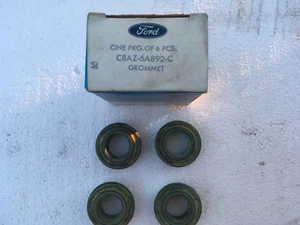 Ford
ONE PKG. OF 6 PCS.
C8AZ-6A892-C
GROMMET